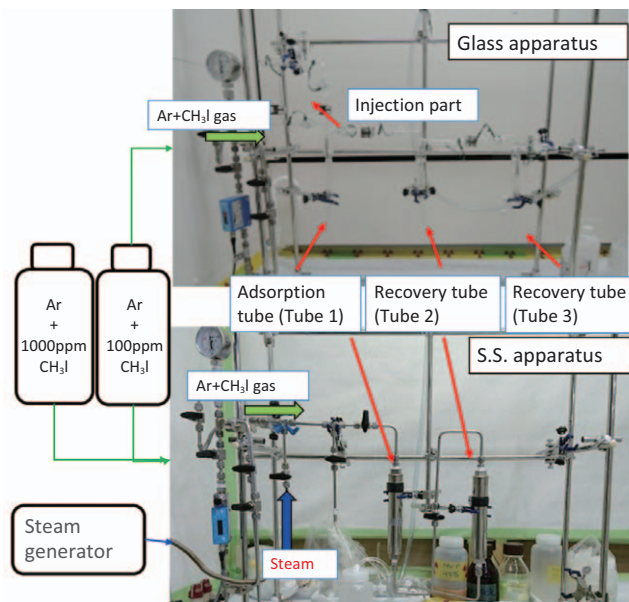 Glass apparatus
Injection part
Ar+CH₃I gas
Ar
+
1000ppm
CH₃I
Ar
+
100ppm
CH₃I
Adsorption
tube (Tube 1)
Recovery tube
(Tube 2)
Recovery tube
(Tube 3)
S.S. apparatus
Ar+CH₃I gas
Steam
generator
Steam